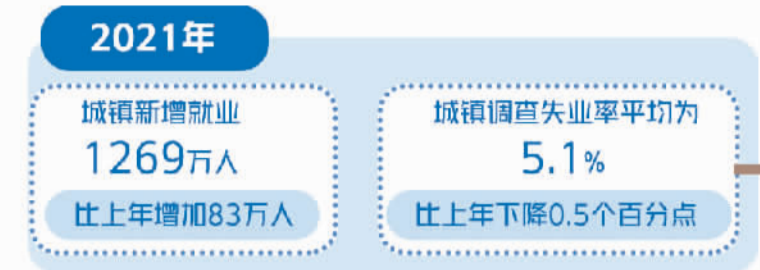 2021年
城镇新增就业
1269万人
比上年增加83万人
城镇调查失业率平均为
5.1%
比上年下降0.5个百分点